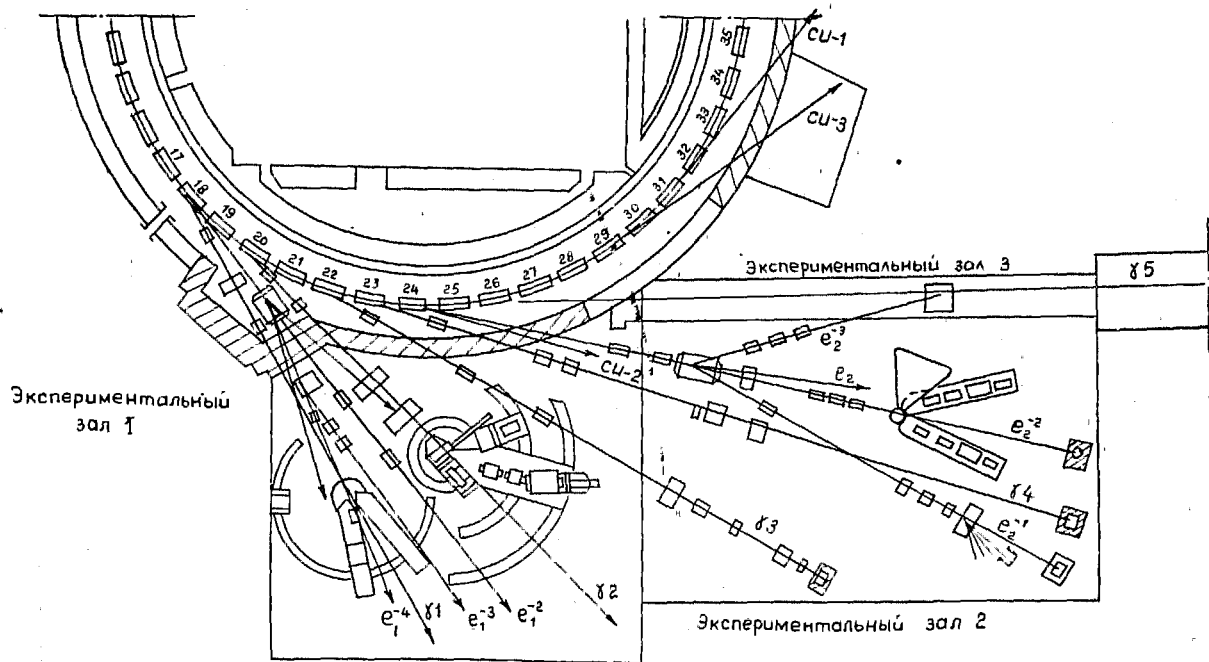 СИ-1
35
34
СИ-3
33
32
17
31
18
30
19
29
20
28
21
27
22
26
23
24
25
Экспериментальный зал 3
γ5
e₂⁻³
СИ-2
e₂
Экспериментальный
зал 1
e₂⁻²
γ4
γ3
e₂⁻¹
γ2
e₁⁻⁴
γ1
e₁⁻³
e₁⁻²
Экспериментальный зал 2